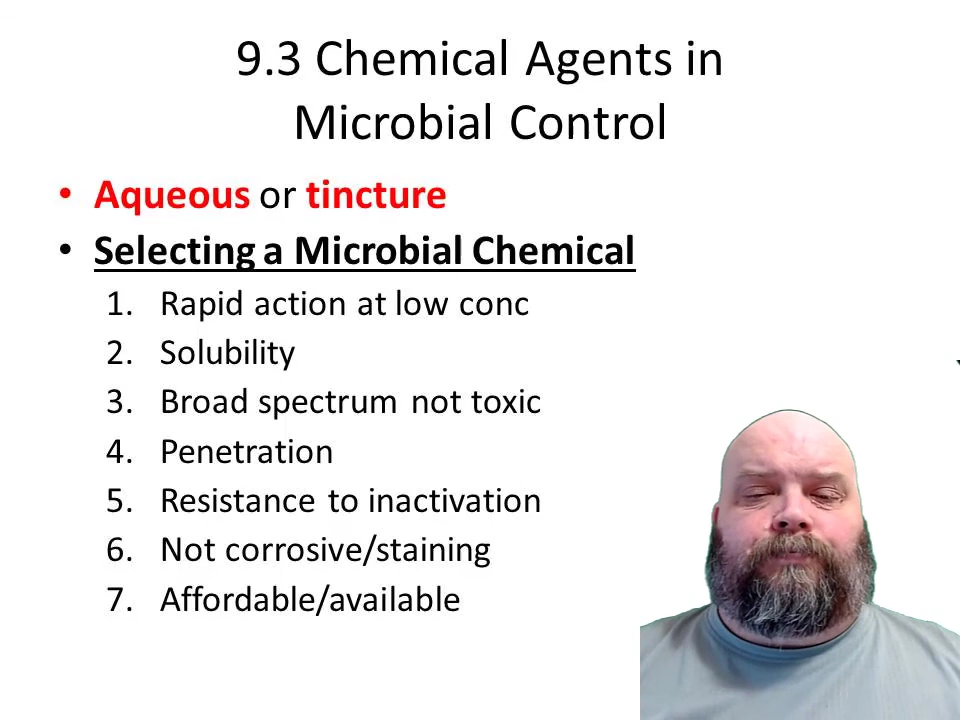 9.3 Chemical Agents in
Microbial Control
• Aqueous or tincture
• Selecting a Microbial Chemical
1. Rapid action at low conc
2. Solubility
3. Broad spectrum not toxic
4. Penetration
5. Resistance to inactivation
6. Not corrosive/staining
7. Affordable/available